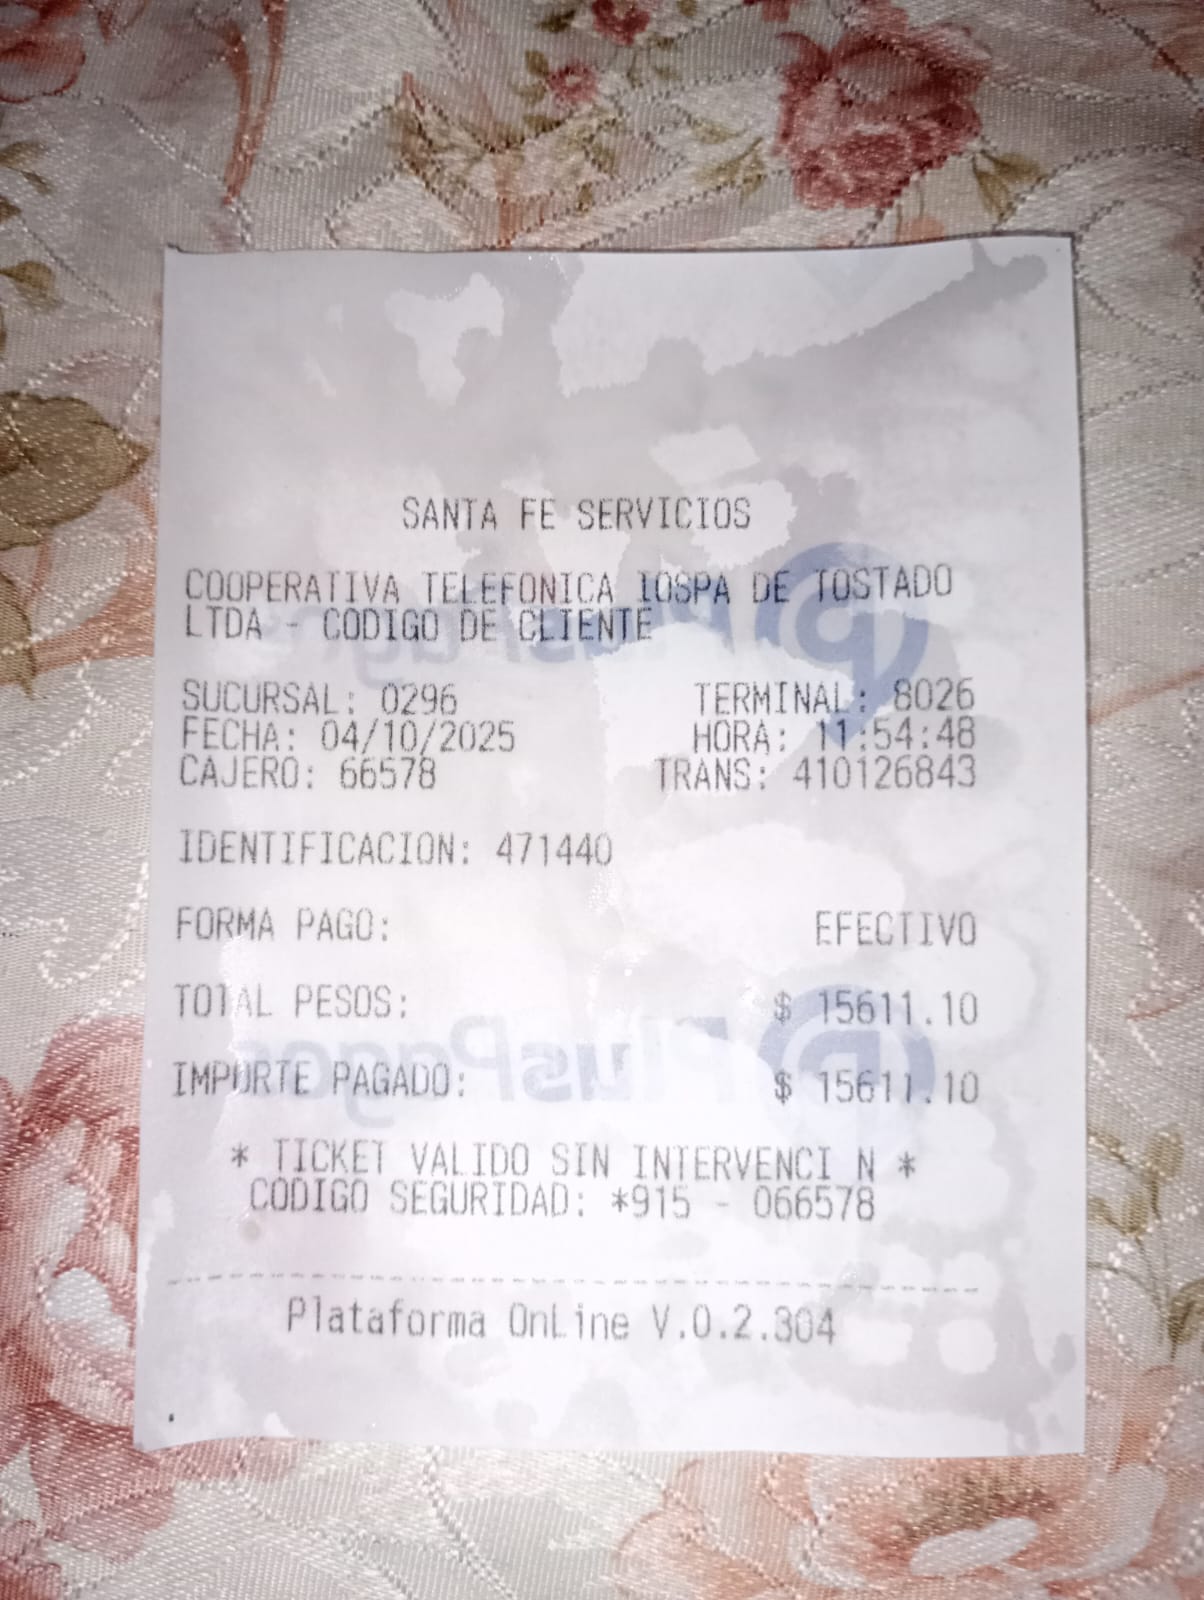 SANTA FE SERVICIOS
COOPERATIVA TELEFONICA IOSPA DE TOSTADO
LTDA - CODIGO DE CLIENTE
SUCURSAL: 0296 TERMINAL: 8026
FECHA: 04/10/2025 HORA: 11:54:48
CAJERO: 66578 TRANS: 410126843
IDENTIFICACION: 471440
FORMA PAGO: EFECTIVO
TOTAL PESOS: $ 15611.10
PlusPagos
IMPORTE PAGADO: $ 15611.10
* TICKET VALIDO SIN INTERVENCI N *
CODIGO SEGURIDAD: *915 - 066578
Plataforma OnLine V.0.2.304